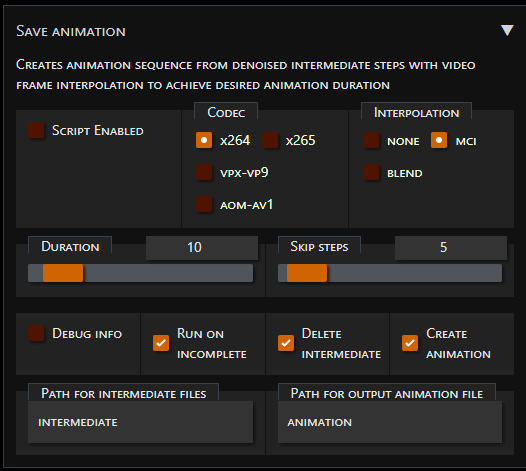 Save animation
Creates animation sequence from denoised intermediate steps with video
frame interpolation to achieve desired animation duration
Script Enabled
Codec
x264 x265
vpx-vp9
aom-av1
Interpolation
none mci
blend
Duration 10
Skip steps 5
Debug info
Run on
incomplete
Delete
intermediate
Create
animation
Path for intermediate files
intermediate
Path for output animation file
animation